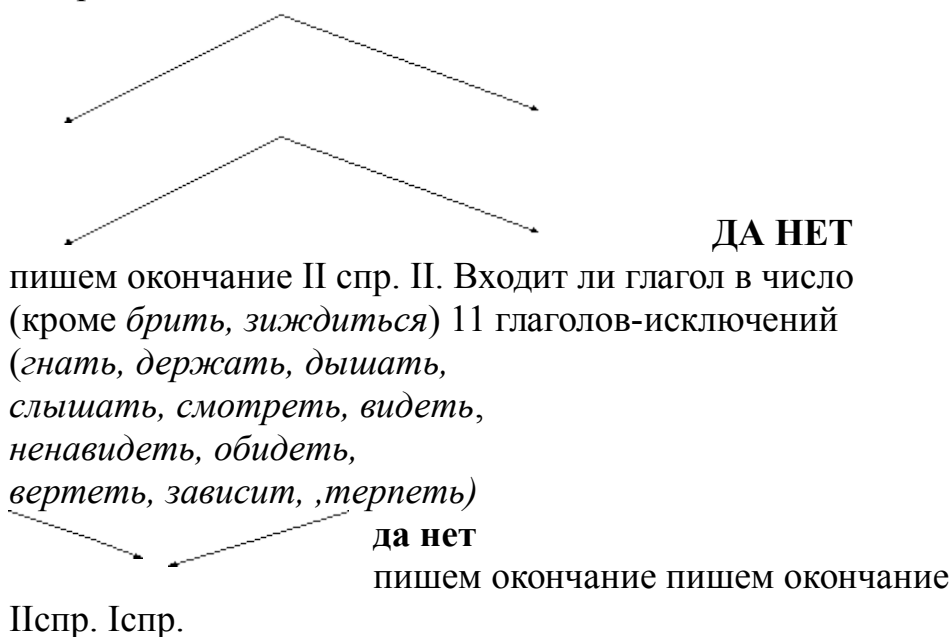 ДА НЕТ
пишем окончание II спр. II. Входит ли глагол в число
(кроме брить, зиждиться) 11 глаголов-исключений
(гнать, держать, дышать,
слышать, смотреть, видеть,
ненавидеть, обидеть,
вертеть, зависит, ,терпеть)
да нет
пишем окончание пишем окончание
IIспр. Iспр.